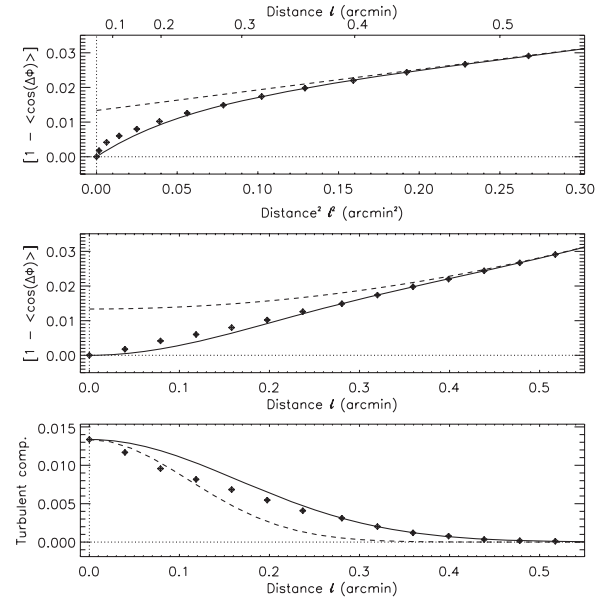 Distance ℓ (arcmin)
0.1 0.2 0.3 0.4 0.5
[1 - <cos(ΔΦ)>]
0.03
0.02
0.01
0.00
0.00 0.05 0.10 0.15 0.20 0.25 0.30
Distance² ℓ² (arcmin²)
[1 - <cos(ΔΦ)>]
0.03
0.02
0.01
0.00
0.0 0.1 0.2 0.3 0.4 0.5
Distance ℓ (arcmin)
Turbulent comp.
0.015
0.010
0.005
0.000
0.0 0.1 0.2 0.3 0.4 0.5
Distance ℓ (arcmin)